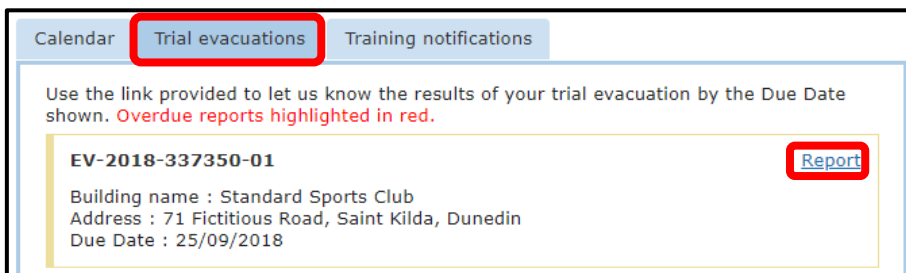 Calendar Trial evacuations Training notifications
Use the link provided to let us know the results of your trial evacuation by the Due Date
shown. Overdue reports highlighted in red.
EV-2018-337350-01 Report
Building name : Standard Sports Club
Address : 71 Fictitious Road, Saint Kilda, Dunedin
Due Date : 25/09/2018